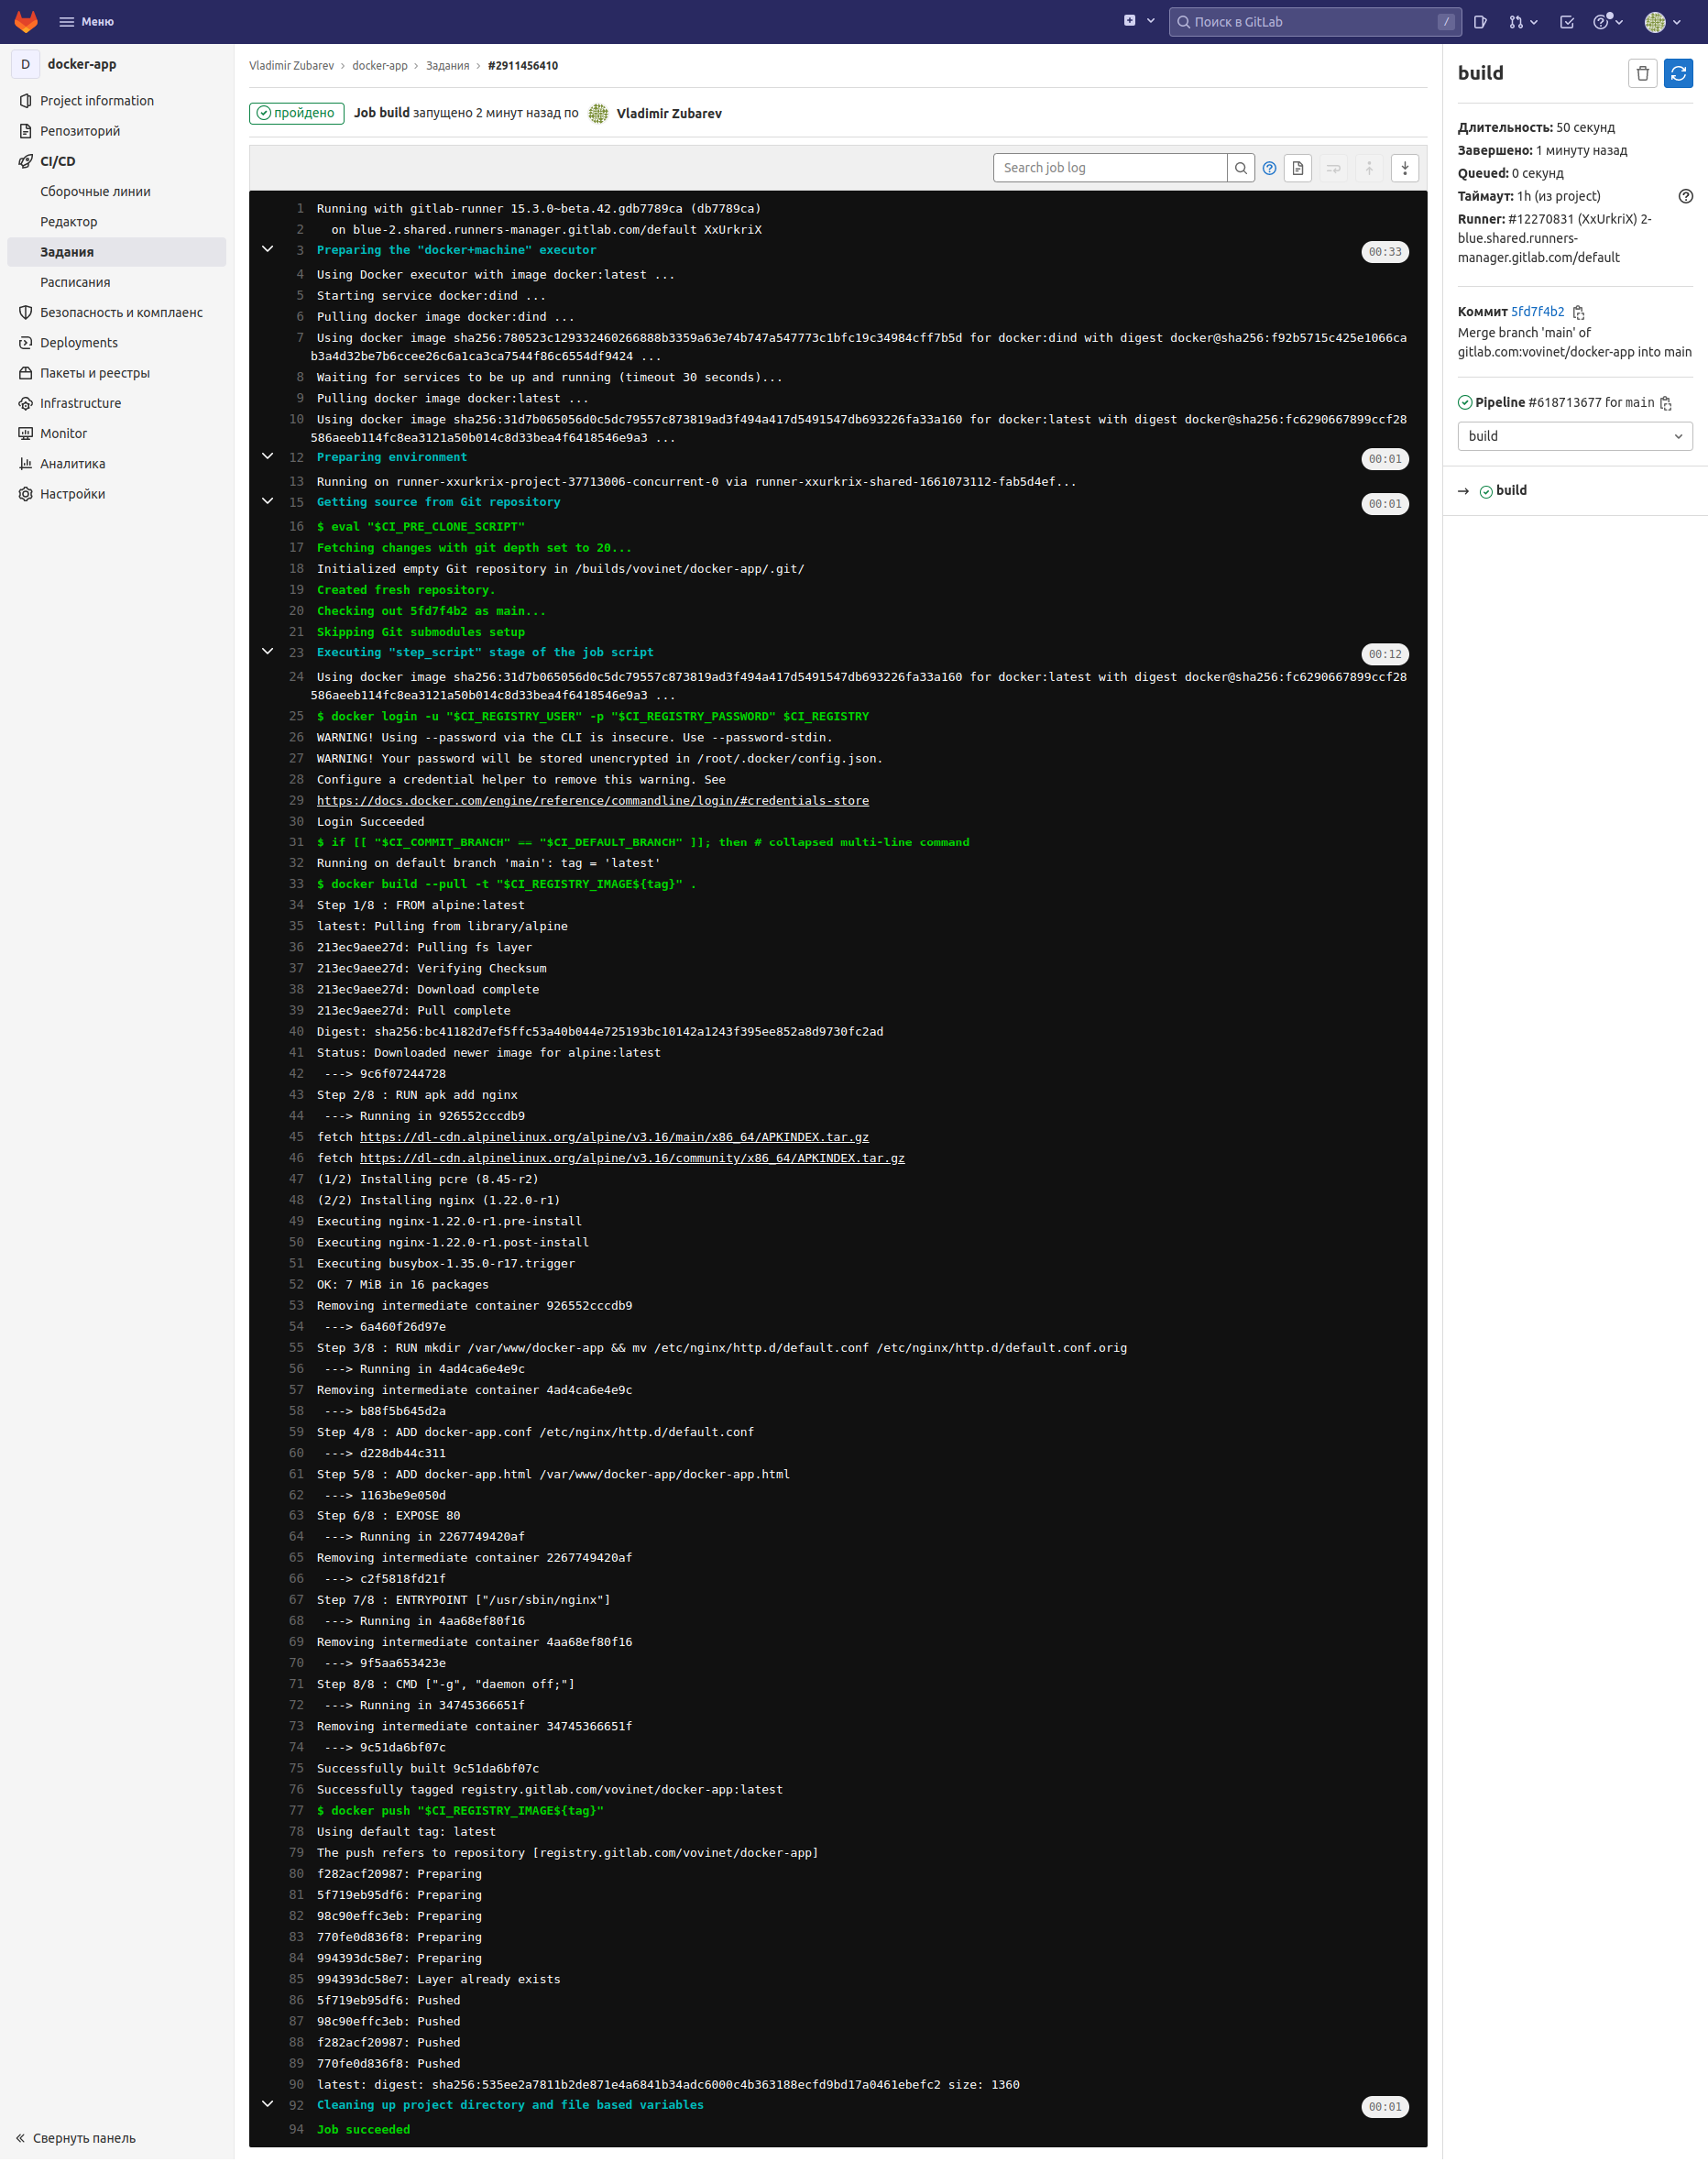 Меню
Поиск в GitLab
/
D
docker-app
Project information
Репозиторий
CI/CD
Сборочные линии
Редактор
Задания
Расписания
Безопасность и комплаенс
Deployments
Пакеты и реестры
Infrastructure
Monitor
Аналитика
Настройки
Свернуть панель
Vladimir Zubarev › docker-app › Задания › #2911456410
пройдено Job build запущено 2 минут назад по Vladimir Zubarev
Search job log
1 Running with gitlab-runner 15.3.0~beta.42.gdb7789ca (db7789ca)
2 on blue-2.shared.runners-manager.gitlab.com/default XxUrkriX
3 Preparing the "docker+machine" executor 00:33
4 Using Docker executor with image docker:latest ...
5 Starting service docker:dind ...
6 Pulling docker image docker:dind ...
7 Using docker image sha256:780523c129332460266888b3359a63e74b747a547773c1bfc19c34984cff7b5d for docker:dind with digest docker@sha256:f92b5715c425e1066ca
b3a4d32be7b6ccee26c6a1ca3ca7544f86c6554df9424 ...
8 Waiting for services to be up and running (timeout 30 seconds)...
9 Pulling docker image docker:latest ...
10 Using docker image sha256:31d7b065056d0c5dc79557c873819ad3f494a417d5491547db693226fa33a160 for docker:latest with digest docker@sha256:fc6290667899ccf28
586aeeb114fc8ea3121a50b014c8d33bea4f6418546e9a3 ...
12 Preparing environment 00:01
13 Running on runner-xxurkrix-project-37713006-concurrent-0 via runner-xxurkrix-shared-1661073112-fab5d4ef...
15 Getting source from Git repository 00:01
16 $ eval "$CI_PRE_CLONE_SCRIPT"
17 Fetching changes with git depth set to 20...
18 Initialized empty Git repository in /builds/vovinet/docker-app/.git/
19 Created fresh repository.
20 Checking out 5fd7f4b2 as main...
21 Skipping Git submodules setup
23 Executing "step_script" stage of the job script 00:12
24 Using docker image sha256:31d7b065056d0c5dc79557c873819ad3f494a417d5491547db693226fa33a160 for docker:latest with digest docker@sha256:fc6290667899ccf28
586aeeb114fc8ea3121a50b014c8d33bea4f6418546e9a3 ...
25 $ docker login -u "$CI_REGISTRY_USER" -p "$CI_REGISTRY_PASSWORD" $CI_REGISTRY
26 WARNING! Using --password via the CLI is insecure. Use --password-stdin.
27 WARNING! Your password will be stored unencrypted in /root/.docker/config.json.
28 Configure a credential helper to remove this warning. See
29 https://docs.docker.com/engine/reference/commandline/login/#credentials-store
30 Login Succeeded
31 $ if [[ "$CI_COMMIT_BRANCH" == "$CI_DEFAULT_BRANCH" ]]; then # collapsed multi-line command
32 Running on default branch 'main': tag = 'latest'
33 $ docker build --pull -t "$CI_REGISTRY_IMAGE${tag}" .
34 Step 1/8 : FROM alpine:latest
35 latest: Pulling from library/alpine
36 213ec9aee27d: Pulling fs layer
37 213ec9aee27d: Verifying Checksum
38 213ec9aee27d: Download complete
39 213ec9aee27d: Pull complete
40 Digest: sha256:bc41182d7ef5ffc53a40b044e725193bc10142a1243f395ee852a8d9730fc2ad
41 Status: Downloaded newer image for alpine:latest
42 ---> 9c6f07244728
43 Step 2/8 : RUN apk add nginx
44 ---> Running in 926552cccdb9
45 fetch https://dl-cdn.alpinelinux.org/alpine/v3.16/main/x86_64/APKINDEX.tar.gz
46 fetch https://dl-cdn.alpinelinux.org/alpine/v3.16/community/x86_64/APKINDEX.tar.gz
47 (1/2) Installing pcre (8.45-r2)
48 (2/2) Installing nginx (1.22.0-r1)
49 Executing nginx-1.22.0-r1.pre-install
50 Executing nginx-1.22.0-r1.post-install
51 Executing busybox-1.35.0-r17.trigger
52 OK: 7 MiB in 16 packages
53 Removing intermediate container 926552cccdb9
54 ---> 6a460f26d97e
55 Step 3/8 : RUN mkdir /var/www/docker-app && mv /etc/nginx/http.d/default.conf /etc/nginx/http.d/default.conf.orig
56 ---> Running in 4ad4ca6e4e9c
57 Removing intermediate container 4ad4ca6e4e9c
58 ---> b88f5b645d2a
59 Step 4/8 : ADD docker-app.conf /etc/nginx/http.d/default.conf
60 ---> d228db44c311
61 Step 5/8 : ADD docker-app.html /var/www/docker-app/docker-app.html
62 ---> 1163be9e050d
63 Step 6/8 : EXPOSE 80
64 ---> Running in 2267749420af
65 Removing intermediate container 2267749420af
66 ---> c2f5818fd21f
67 Step 7/8 : ENTRYPOINT ["/usr/sbin/nginx"]
68 ---> Running in 4aa68ef80f16
69 Removing intermediate container 4aa68ef80f16
70 ---> 9f5aa653423e
71 Step 8/8 : CMD ["-g", "daemon off;"]
72 ---> Running in 34745366651f
73 Removing intermediate container 34745366651f
74 ---> 9c51da6bf07c
75 Successfully built 9c51da6bf07c
76 Successfully tagged registry.gitlab.com/vovinet/docker-app:latest
77 $ docker push "$CI_REGISTRY_IMAGE${tag}"
78 Using default tag: latest
79 The push refers to repository [registry.gitlab.com/vovinet/docker-app]
80 f282acf20987: Preparing
81 5f719eb95df6: Preparing
82 98c90effc3eb: Preparing
83 770fe0d836f8: Preparing
84 994393dc58e7: Preparing
85 994393dc58e7: Layer already exists
86 5f719eb95df6: Pushed
87 98c90effc3eb: Pushed
88 f282acf20987: Pushed
89 770fe0d836f8: Pushed
90 latest: digest: sha256:535ee2a7811b2de871e4a6841b34adc6000c4b363188ecfd9bd17a0461ebefc2 size: 1360
92 Cleaning up project directory and file based variables 00:01
94 Job succeeded
build
Длительность: 50 секунд
Завершено: 1 минуту назад
Queued: 0 секунд
Таймаут: 1h (из project)
Runner: #12270831 (XxUrkriX) 2-
blue.shared.runners-
manager.gitlab.com/default
Коммит 5fd7f4b2
Merge branch 'main' of
gitlab.com:vovinet/docker-app into main
Pipeline #618713677 for main
build
→ build